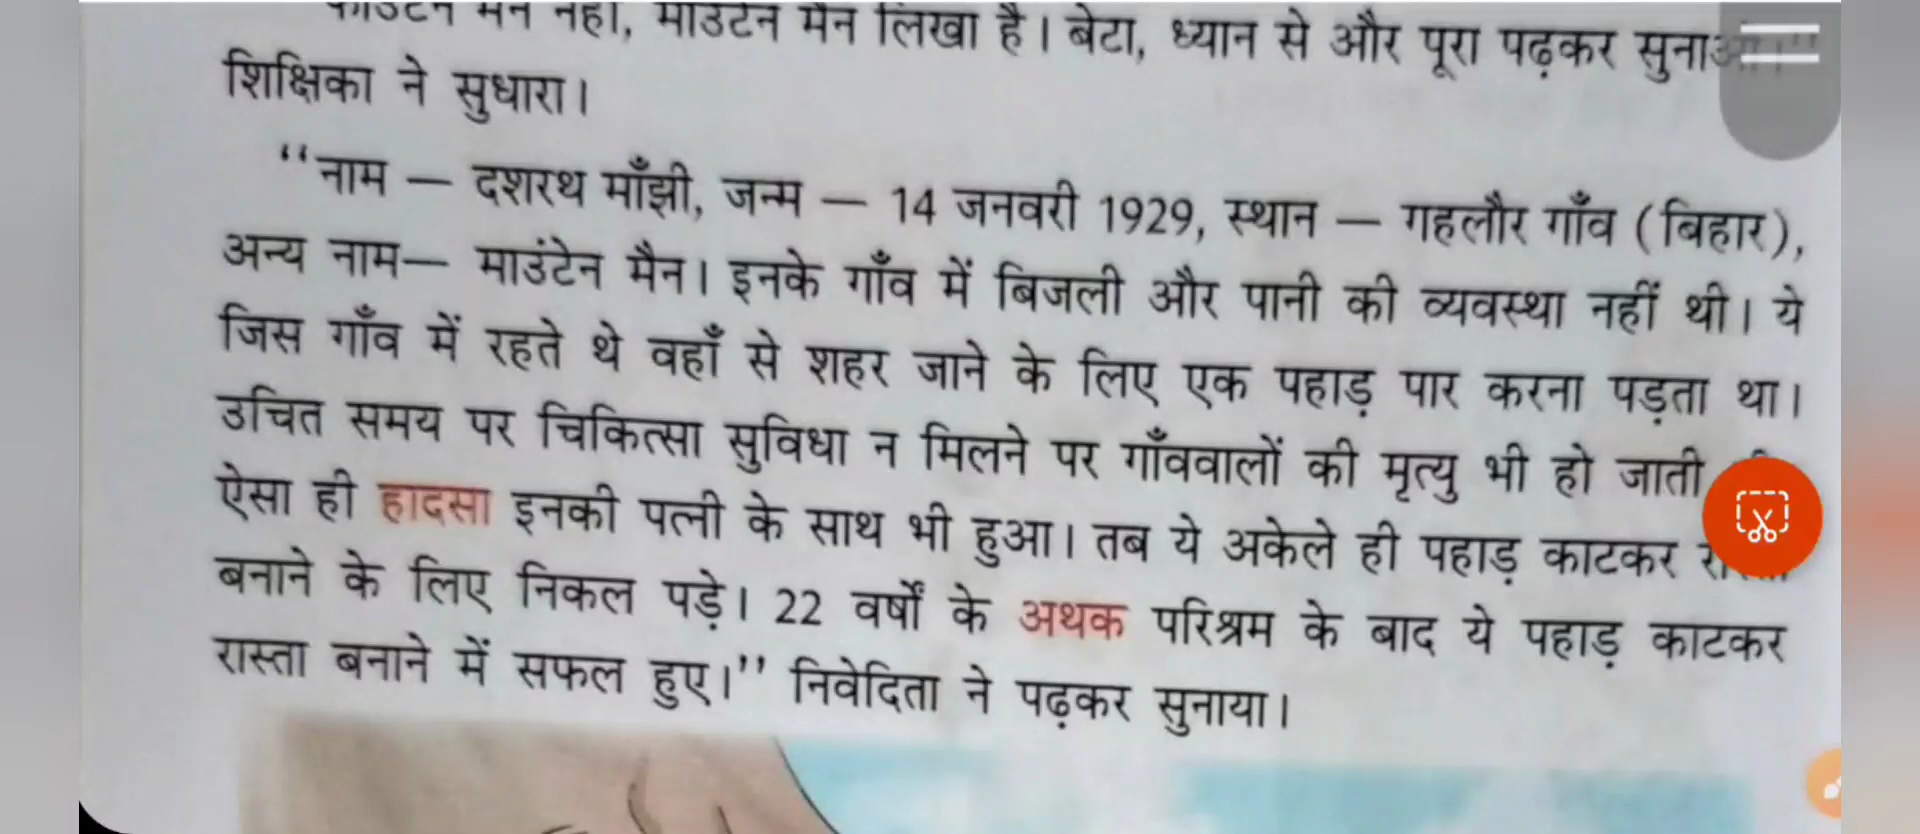 मैन नहीं, माउंटेन मैन लिखा है। बेटा, ध्यान से और पूरा पढ़कर
शिक्षिका ने सुधारा।
‘‘नाम — दशरथ माँझी, जन्म — 14 जनवरी 1929, स्थान — गहलौर गाँव (बिहार),
अन्य नाम— माउंटेन मैन। इनके गाँव में बिजली और पानी की व्यवस्था नहीं थी। ये
जिस गाँव में रहते थे वहाँ से शहर जाने के लिए एक पहाड़ पार करना पड़ता था।
उचित समय पर चिकित्सा सुविधा न मिलने पर गाँववालों की मृत्यु भी हो जाती
ऐसा ही हादसा इनकी पत्नी के साथ भी हुआ। तब ये अकेले ही पहाड़ काटकर
बनाने के लिए निकल पड़े। 22 वर्षों के अथक परिश्रम के बाद ये पहाड़ काटकर
रास्ता बनाने में सफल हुए।’’ निवेदिता ने पढ़कर सुनाया।